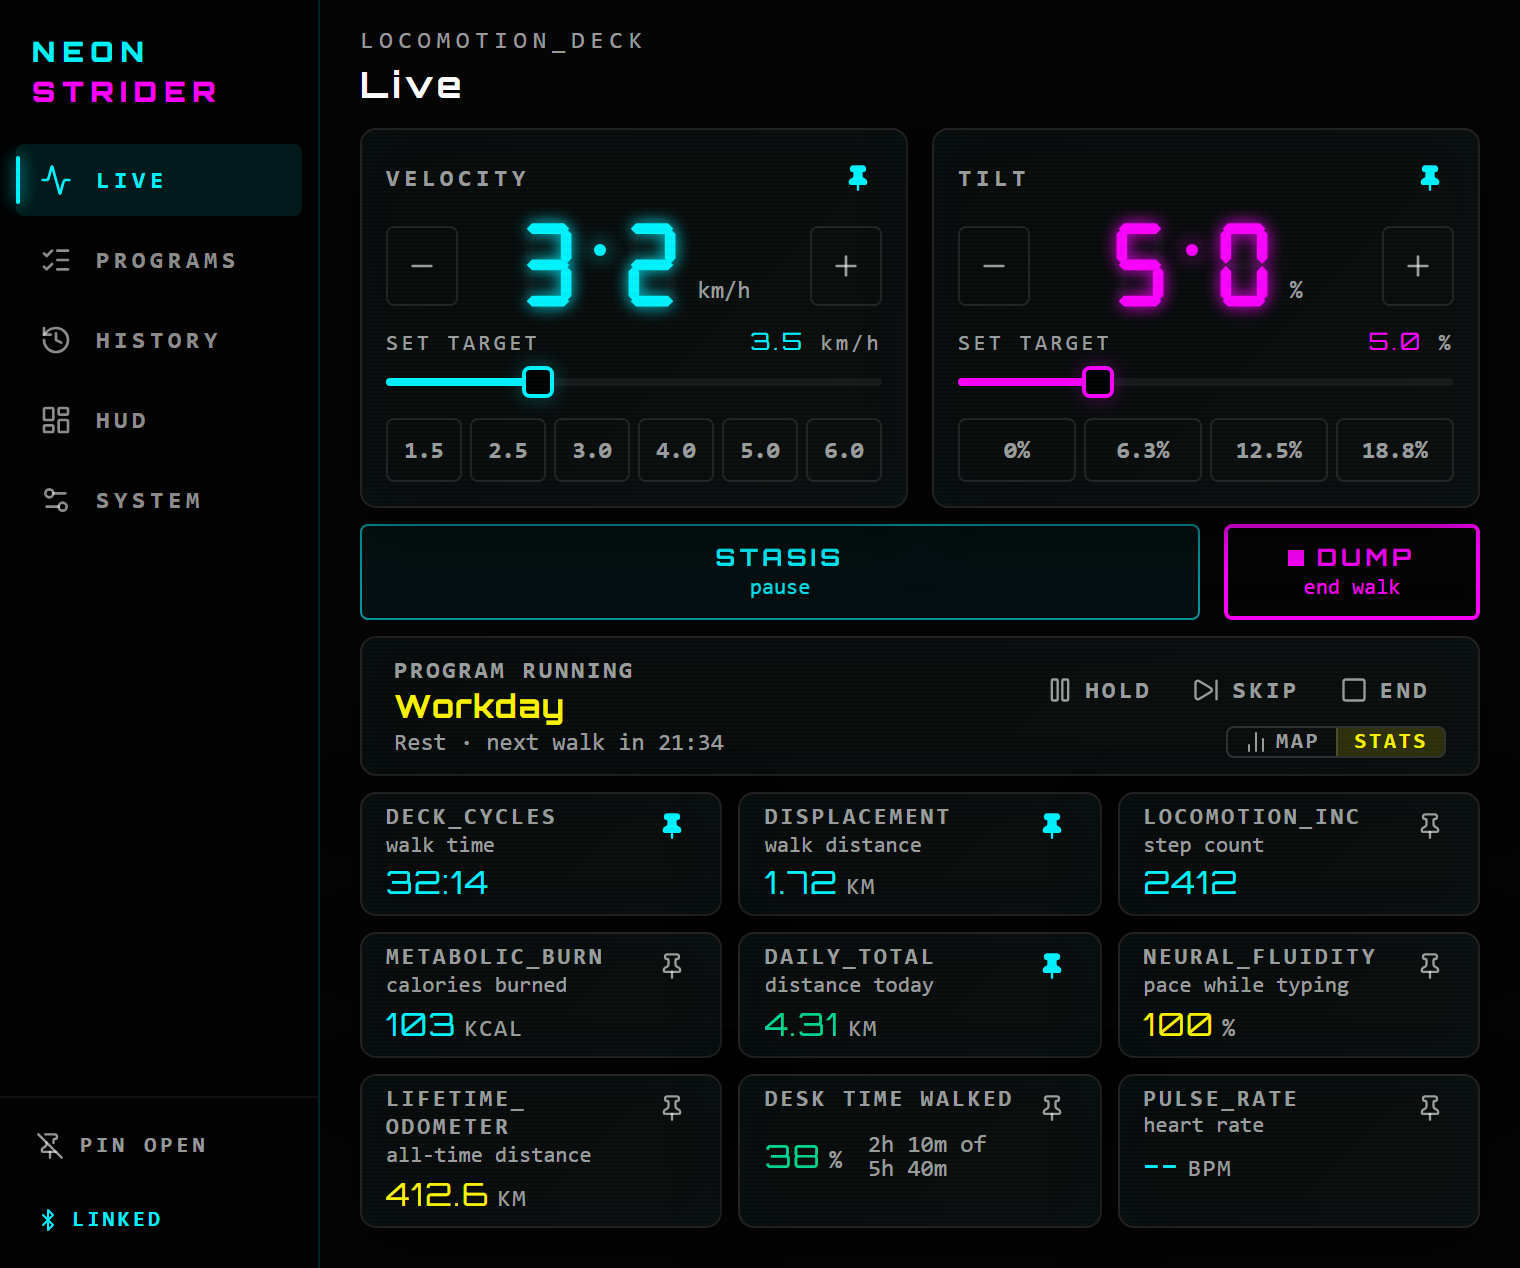 NEON
STRIDER
LIVE
PROGRAMS
HISTORY
HUD
SYSTEM
PIN OPEN
LINKED
LOCOMOTION_DECK
Live
VELOCITY
3.2 km/h
SET TARGET 3.5 km/h
1.5 2.5 3.0 4.0 5.0 6.0
TILT
5.0 %
SET TARGET 5.0 %
0% 6.3% 12.5% 18.8%
STASIS
pause
DUMP
end walk
PROGRAM RUNNING
Workday
Rest · next walk in 21:34
HOLD SKIP END
MAP STATS
DECK_CYCLES
walk time
32:14
DISPLACEMENT
walk distance
1.72 KM
LOCOMOTION_INC
step count
2412
METABOLIC_BURN
calories burned
103 KCAL
DAILY_TOTAL
distance today
4.31 KM
NEURAL_FLUIDITY
pace while typing
100 %
LIFETIME_
ODOMETER
all-time distance
412.6 KM
DESK TIME WALKED
38 %
2h 10m of
5h 40m
PULSE_RATE
heart rate
-- BPM